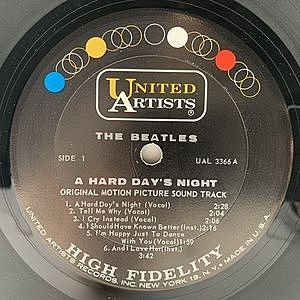 UNITED
ARTISTS
®
THE BEATLES
SIDE 1
UAL 3366 A
A HARD DAY'S NIGHT
ORIGINAL MOTION PICTURE SOUND TRACK
1. A Hard Day's Night (Vocal) 2:28
2. Tell Me Why (Vocal) 2:04
3. I Cry Instead (Vocal) 2:06
4. I Should Have Known Better (Inst.) 2:16
5. I'm Happy Just To Dance
With You (Vocal) 1:59
6. And I Love Her (Inst.)
3:42
HIGH FIDELITY
UNITED ARTISTS RECORDS INC. NEW YORK 19, N.Y. • MADE IN U.S.A.